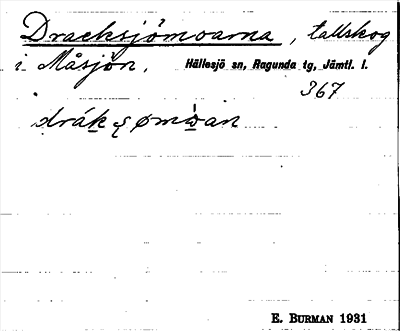 Dracksjömoarna, tallskog
i Måsjön. Hällesjö sn, Ragunda tg, Jämtl. l.
367
E. BURMAN 1931